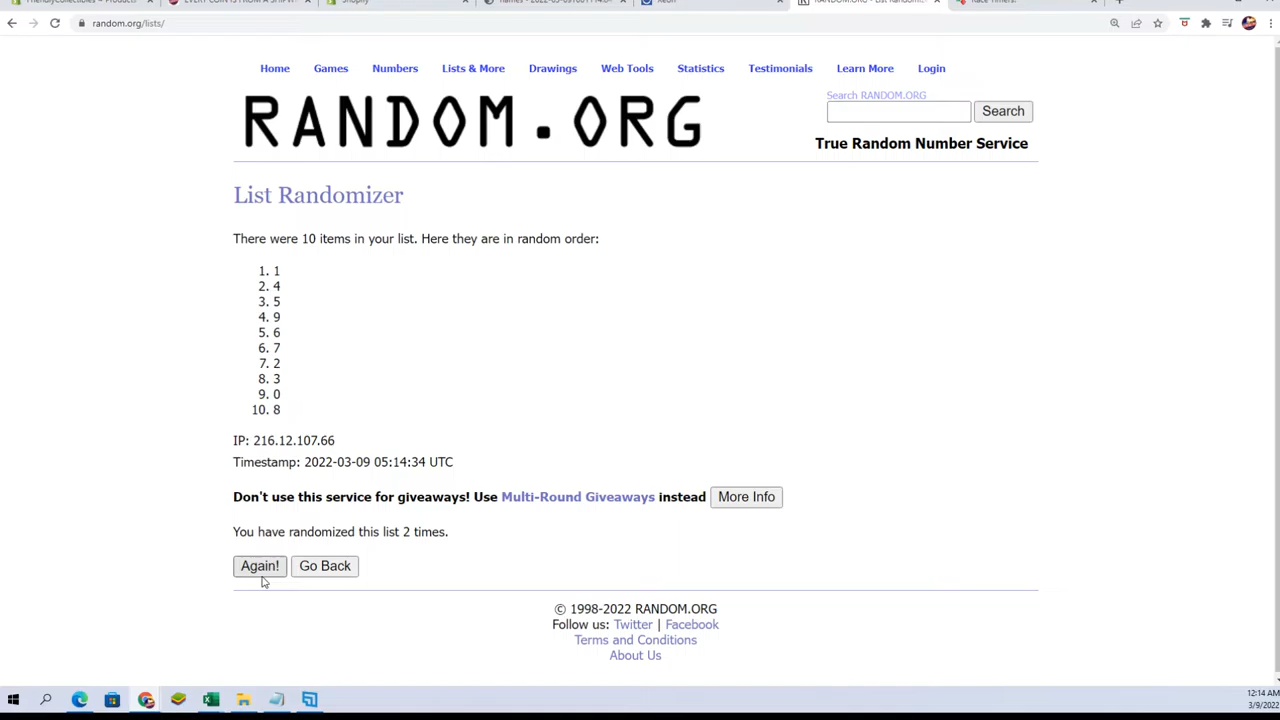 random.org/lists/
Home Games Numbers Lists & More Drawings Web Tools Statistics Testimonials Learn More Login
Search RANDOM.ORG
RANDOM.ORG
Search
True Random Number Service
List Randomizer
There were 10 items in your list. Here they are in random order:
1. 1
2. 4
3. 5
4. 9
5. 6
6. 7
7. 2
8. 3
9. 0
10. 8
IP: 216.12.107.66
Timestamp: 2022-03-09 05:14:34 UTC
Don't use this service for giveaways! Use Multi-Round Giveaways instead More Info
You have randomized this list 2 times.
Again! Go Back
© 1998-2022 RANDOM.ORG
Follow us: Twitter | Facebook
Terms and Conditions
About Us
12:14 AM
3/9/2022